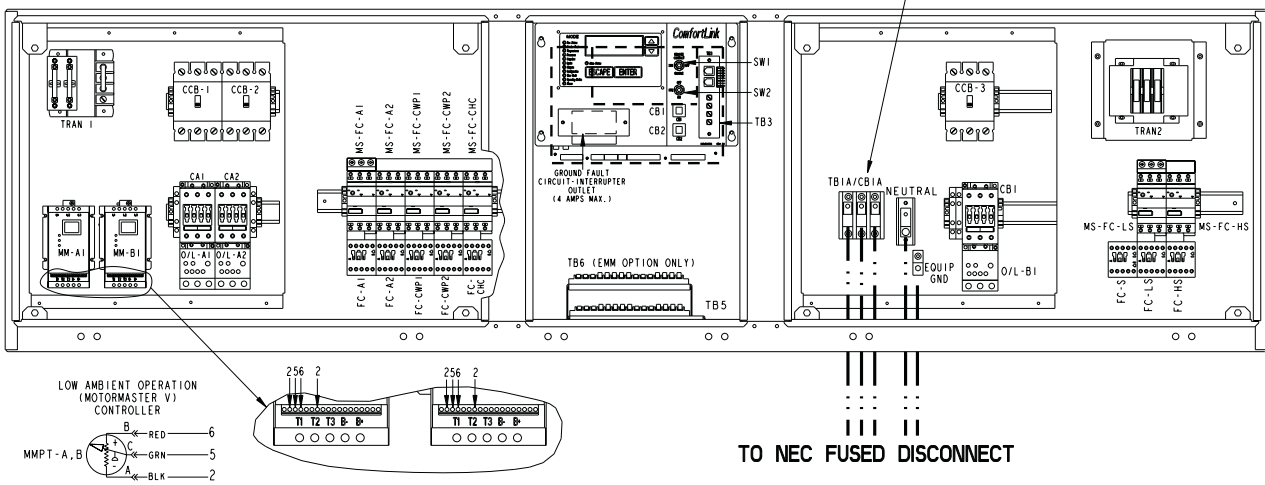 TRAN 1
CCB-1
CCB-2
MS-FC-A1
MS-FC-A2
MS-FC-CWP1
MS-FC-CWP2
MS-FC-CHC
MODE
ESCAPE
ENTER
ComfortLink
TB3
SW1
SW2
CB1
CB2
TB3
GROUND FAULT
CIRCUIT-INTERRUPTER
OUTLET
(4 AMPS MAX.)
CCB-3
TRAN2
CA1
CA2
MM-A1
MM-B1
O/L-A1
O/L-A2
FC-A1
FC-A2
FC-CWP1
FC-CWP2
FC-
CHC
TB6 (EMM OPTION ONLY)
TB5
TB1A/CB1A
NEUTRAL
EQUIP
GND
CB1
O/L-B1
MS-FC-LS
MS-FC-HS
FC-S
FC-LS
FC-HS
LOW AMBIENT OPERATION
(MOTORMASTER V)
CONTROLLER
B
RED
6
MMPT-A,B
+
-
C
GRN
5
A
BLK
2
256 2
T1 T2 T3 B- B+
256 2
T1 T2 T3 B- B+
TO NEC FUSED DISCONNECT